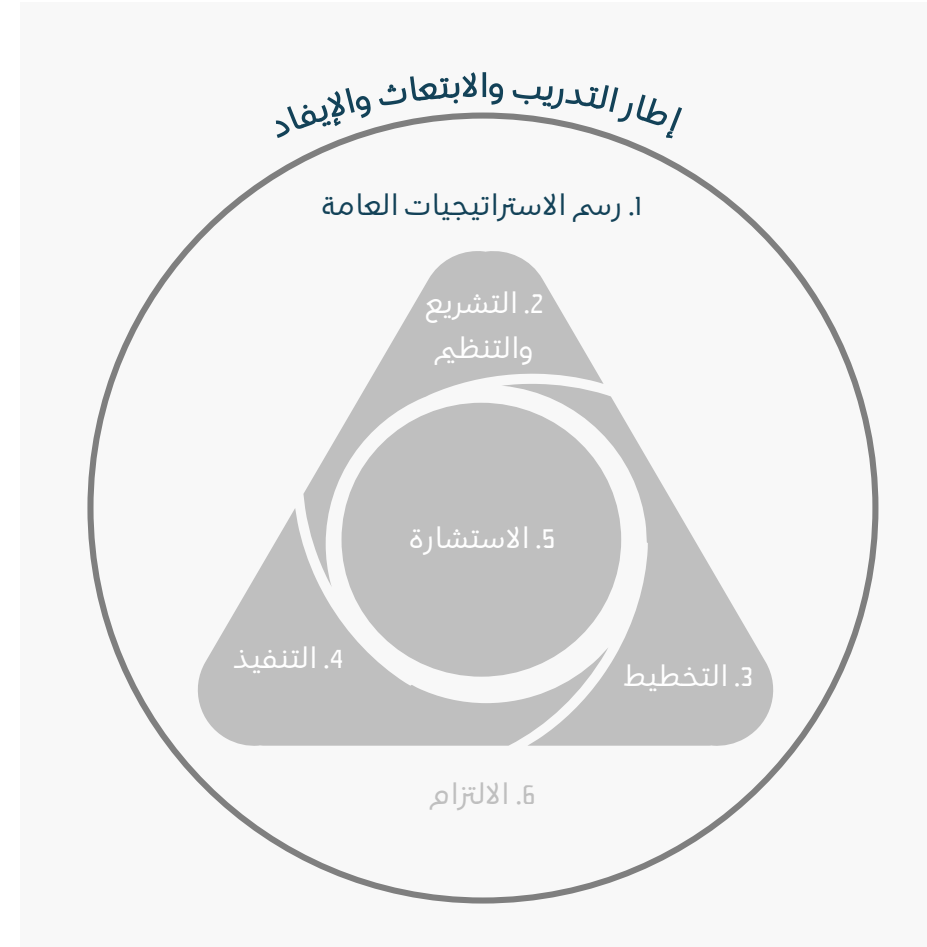 إطار التدريب والابتعاث والإيفاد
1. رسم الاستراتيجيات العامة
2. التشريع
والتنظيم
5. الاستشارة
4. التنفيذ
3. التخطيط
6. الالتزام